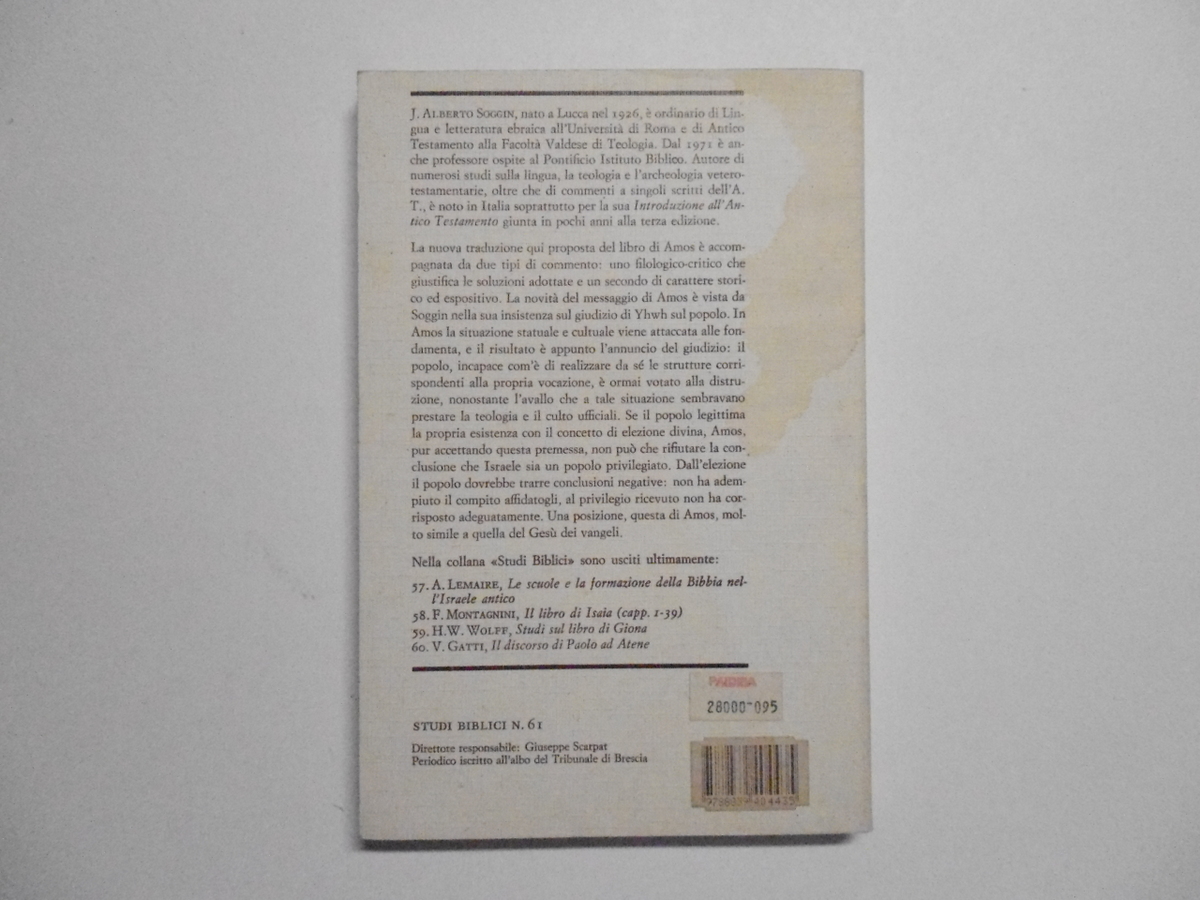 J. ALBERTO SOGGIN, nato a Lucca nel 1926, è ordinario di Lin-
gua e letteratura ebraica all'Università di Roma e di Antico
Testamento alla Facoltà Valdese di Teologia. Dal 1971 è an-
che professore ospite al Pontificio Istituto Biblico. Autore di
numerosi studi sulla lingua, la teologia e l'archeologia vetero-
testamentarie, oltre che di commenti a singoli scritti dell'A.
T., è noto in Italia soprattutto per la sua Introduzione all'An-
tico Testamento giunta in pochi anni alla terza edizione.
La nuova traduzione qui proposta del libro di Amos è accom-
pagnata da due tipi di commento: uno filologico-critico che
giustifica le soluzioni adottate e un secondo di carattere stori-
co ed espositivo. La novità del messaggio di Amos è vista da
Soggin nella sua insistenza sul giudizio di Yhwh sul popolo. In
Amos la situazione statuale e cultuale viene attaccata alle fon-
damenta, e il risultato è appunto l'annuncio del giudizio: il
popolo, incapace com'è di realizzare da sé le strutture corri-
spondenti alla propria vocazione, è ormai votato alla distru-
zione, nonostante l'avallo che a tale situazione sembravano
prestare la teologia e il culto ufficiali. Se il popolo legittima
la propria esistenza con il concetto di elezione divina, Amos,
pur accettando questa premessa, non può che rifiutare la con-
clusione che Israele sia un popolo privilegiato. Dall'elezione
il popolo dovrebbe trarre conclusioni negative: non ha adem-
piuto il compito affidatogli, al privilegio ricevuto non ha cor-
risposto adeguatamente. Una posizione, questa di Amos, mol-
to simile a quella del Gesù dei vangeli.
Nella collana «Studi Biblici» sono usciti ultimamente:
57. A. LEMAIRE, Le scuole e la formazione della Bibbia nel-
l'Israele antico
58. F. MONTAGNINI, Il libro di Isaia (capp. 1-39)
59. H.W. WOLFF, Studi sul libro di Giona
60. V. GATTI, Il discorso di Paolo ad Atene
PAIDEIA
28000-095
STUDI BIBLICI N. 61
Direttore responsabile: Giuseppe Scarpat
Periodico iscritto all'albo del Tribunale di Brescia